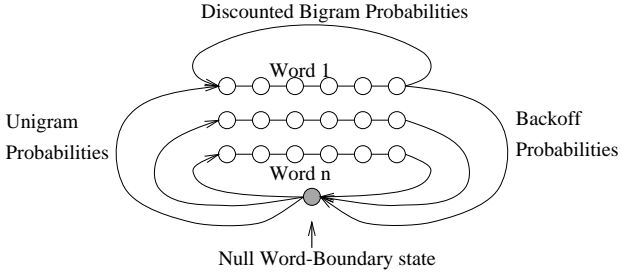 Discounted Bigram Probabilities
Word 1
Unigram
Probabilities
Backoff
Probabilities
Word n
Null Word-Boundary state